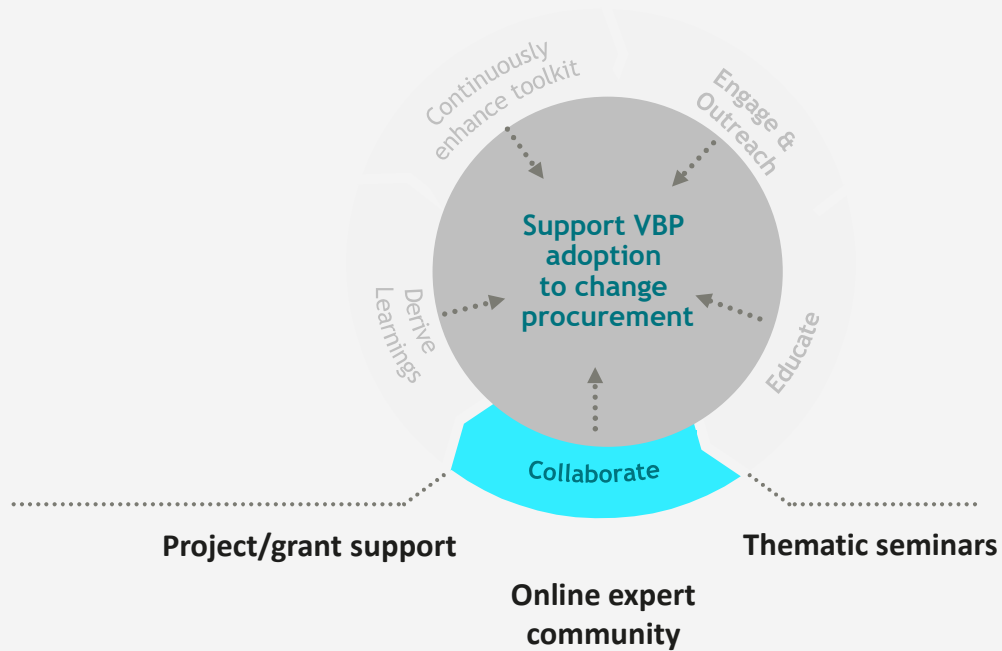 Continuously
enhance toolkit
Engage &
Outreach
Support VBP
adoption
to change
procurement
Derive
Learnings
Educate
Collaborate
Project/grant support
Thematic seminars
Online expert
community